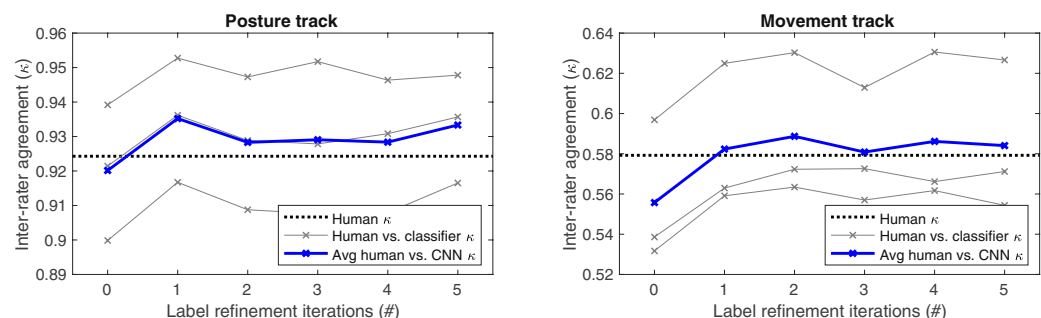 Posture track
Inter-rater agreement (κ)
0.96
0.95
0.94
0.93
0.92
0.91
0.9
0.89
Human κ
Human vs. classifier κ
Avg human vs. CNN κ
0 1 2 3 4 5
Label refinement iterations (#)
Movement track
Inter-rater agreement (κ)
0.64
0.62
0.6
0.58
0.56
0.54
0.52
Human κ
Human vs. classifier κ
Avg human vs. CNN κ
0 1 2 3 4 5
Label refinement iterations (#)